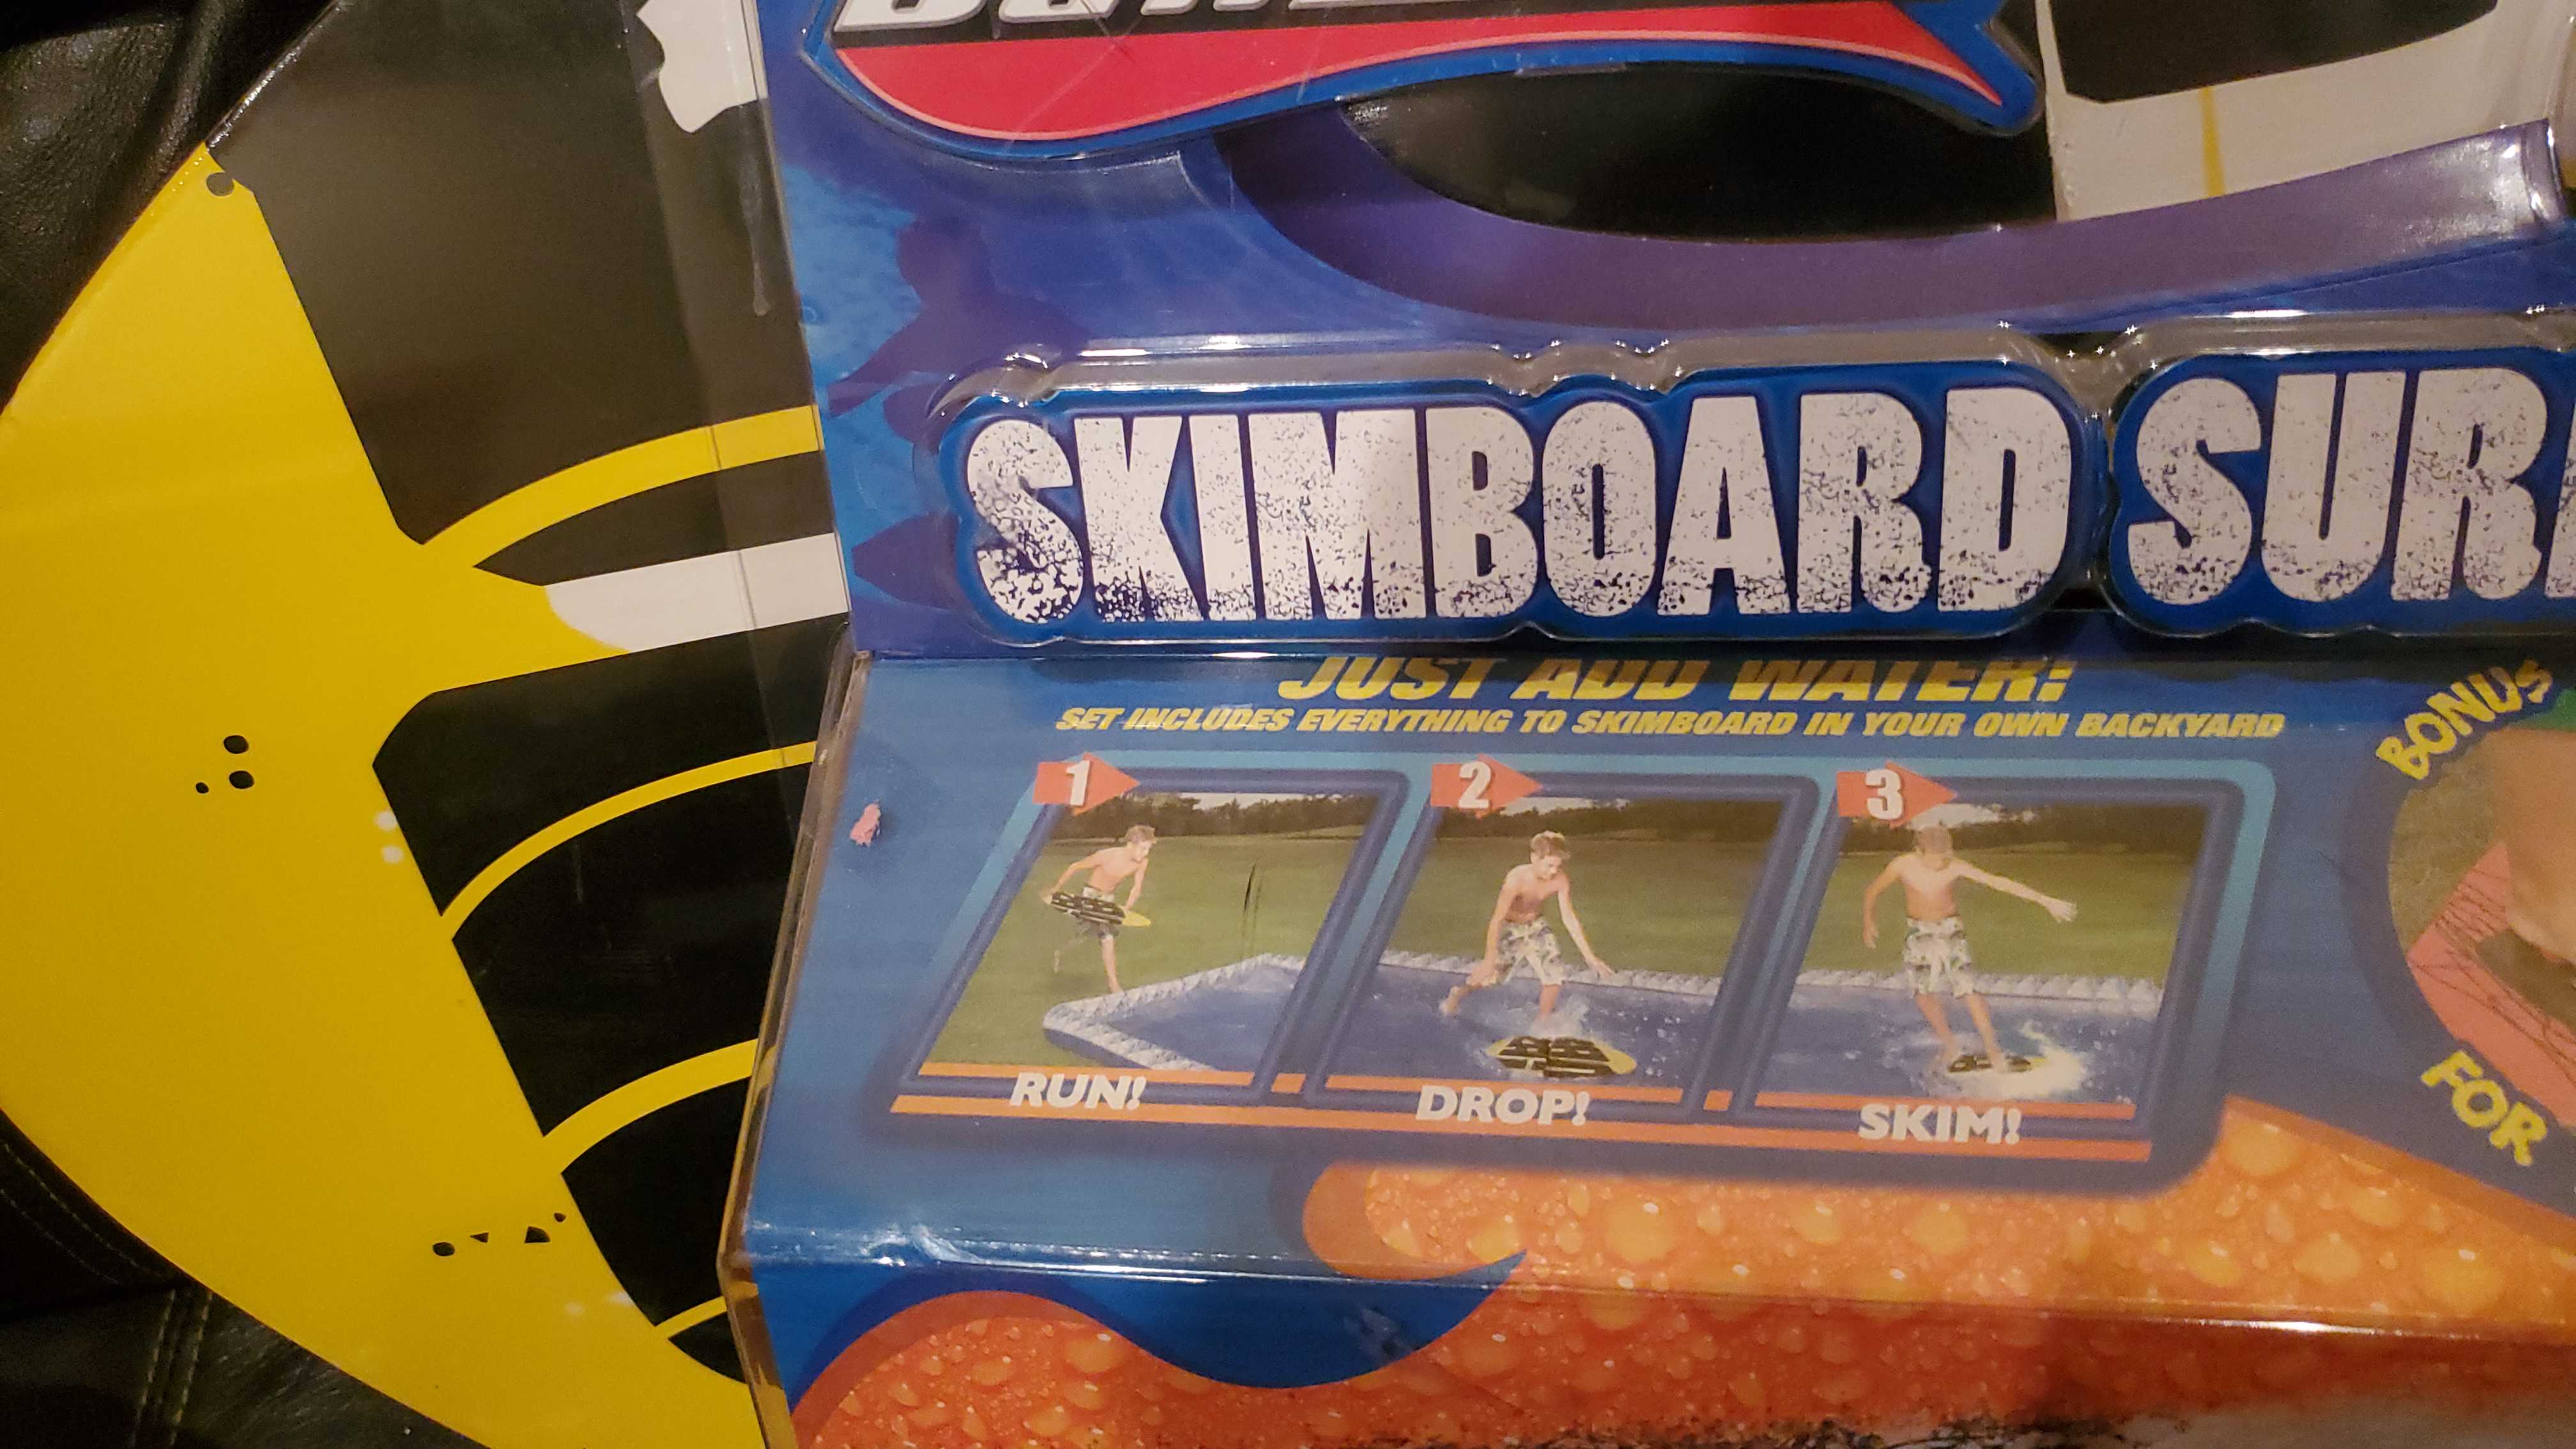 SKIMBOARD
JUST ADD WATER!
SET INCLUDES EVERYTHING TO SKIMBOARD IN YOUR OWN BACKYARD
1
2
3
RUN!
DROP!
SKIM!
BONUS
FOR